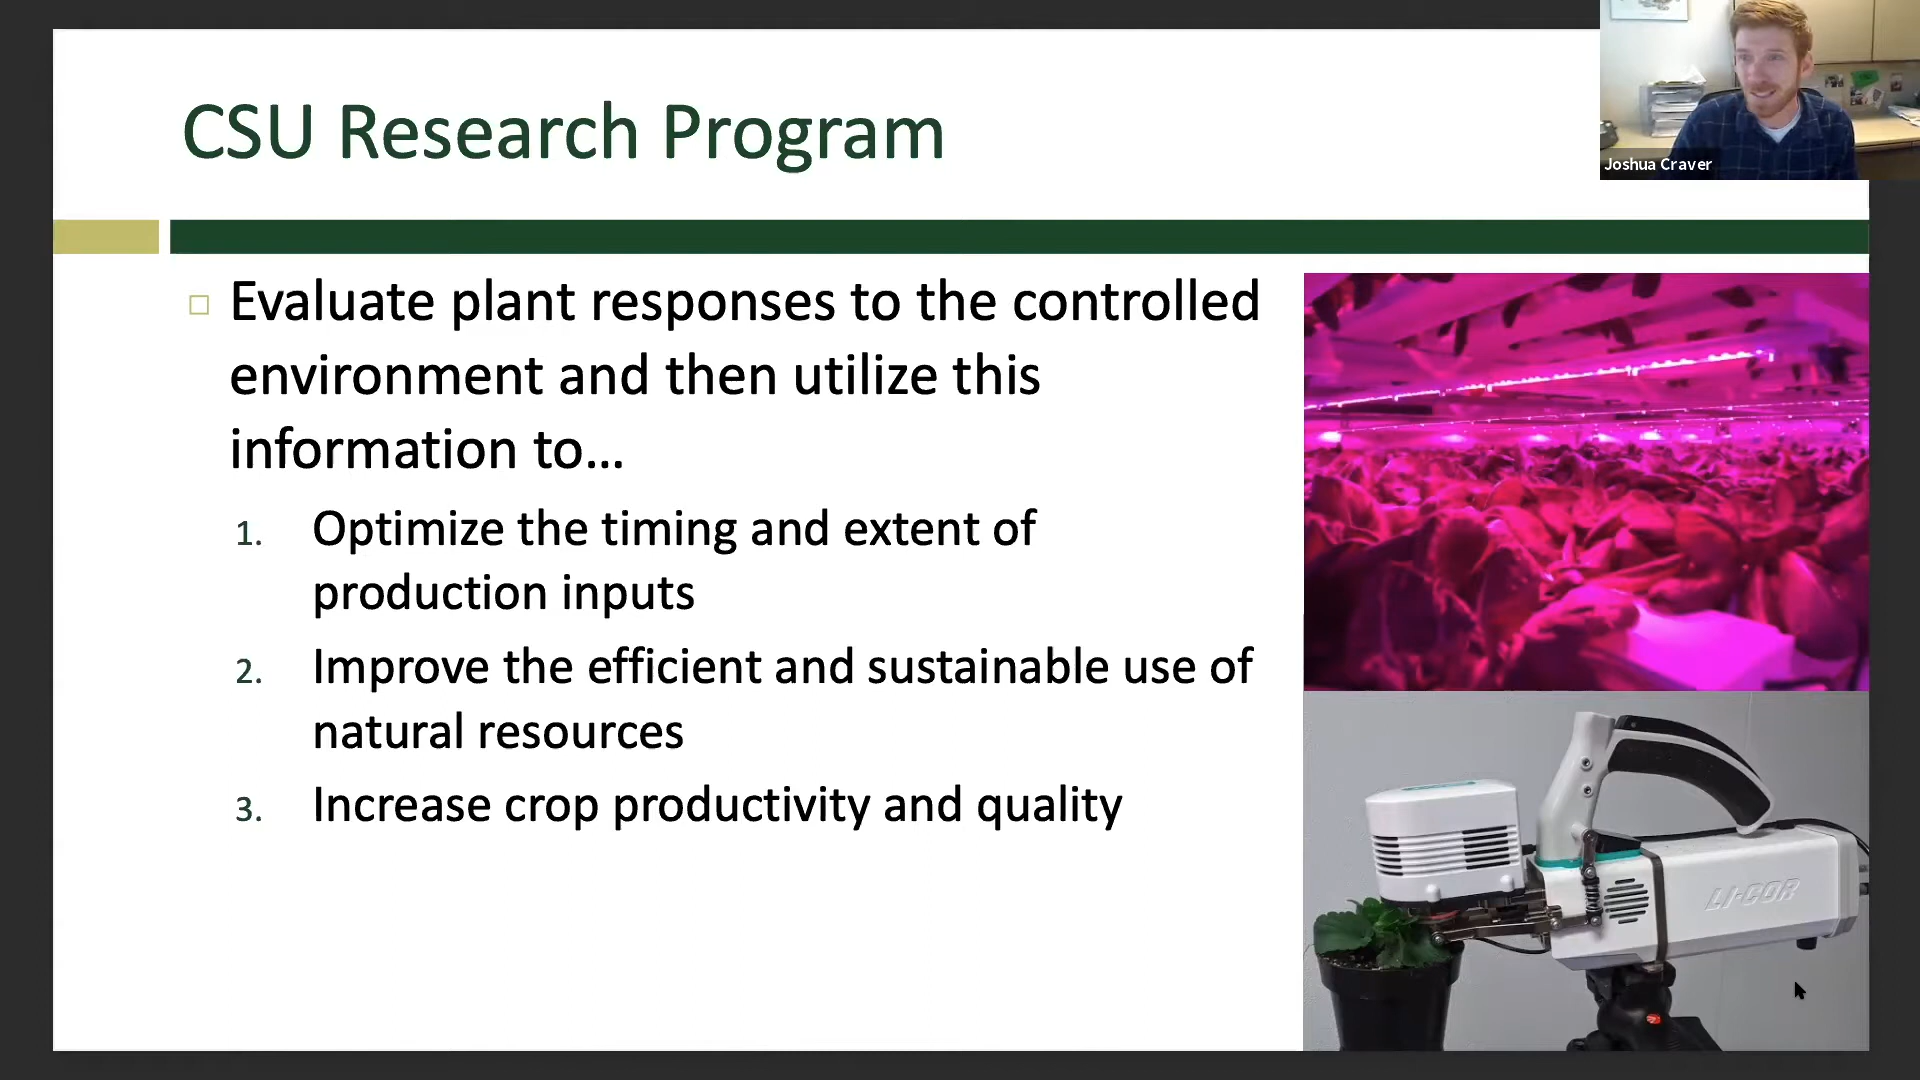 CSU Research Program
Joshua Craver
Evaluate plant responses to the controlled
environment and then utilize this
information to…
1. Optimize the timing and extent of
production inputs
2. Improve the efficient and sustainable use of
natural resources
3. Increase crop productivity and quality
LI-COR